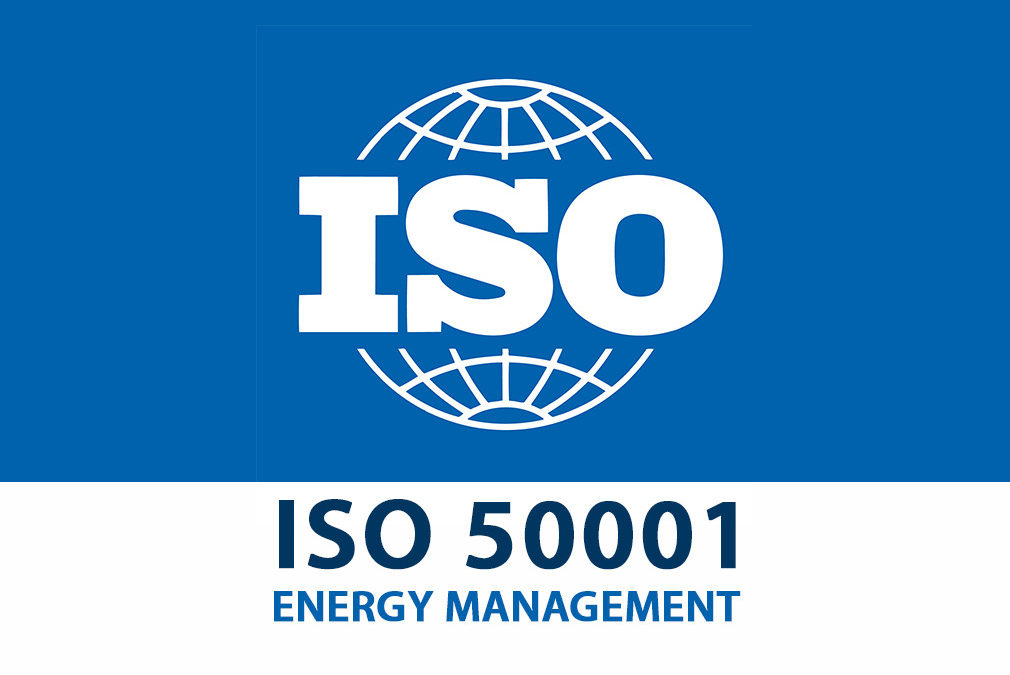 ISO
ISO 50001
ENERGY MANAGEMENT